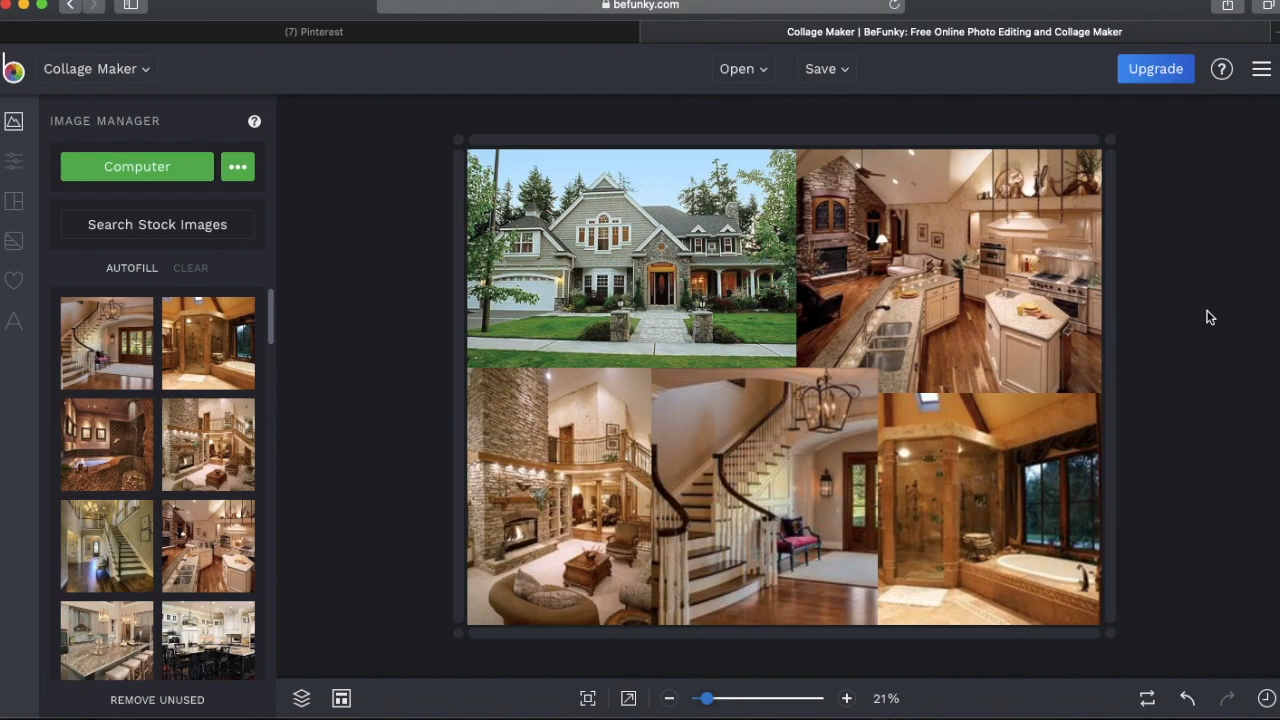 befunky.com
(7) Pinterest
Collage Maker | BeFunky: Free Online Photo Editing and Collage Maker
b
Collage Maker
Open
Save
Upgrade
?
IMAGE MANAGER
?
Computer
Search Stock Images
AUTOFILL
CLEAR
A
REMOVE UNUSED
21%